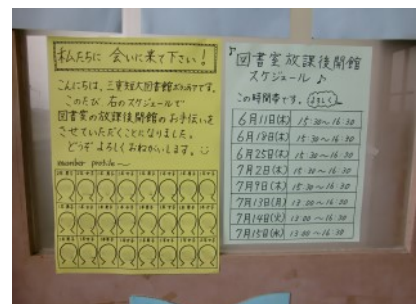 私たちに 会いに来て下さい!
こんにちは、三重短大図書館
このたび、右のスケジュールで
図書室の放課後開館のお手伝いを
させていただくことになりました。
どうぞ よろしくおねがいします。
member profile~
♪図書室放課後開館
スケジュール♪
この時間帯です。よろしく
6月11日(木) 15:30~16:30
6月18日(木) 15:30~16:30
6月25日(木) 15:30~16:30
7月2日(木) 15:30~16:30
7月9日(木) 15:30~16:30
7月13日(月) 13:00~16:30
7月14日(火) 13:00~16:30
7月15日(水) 13:00~16:30